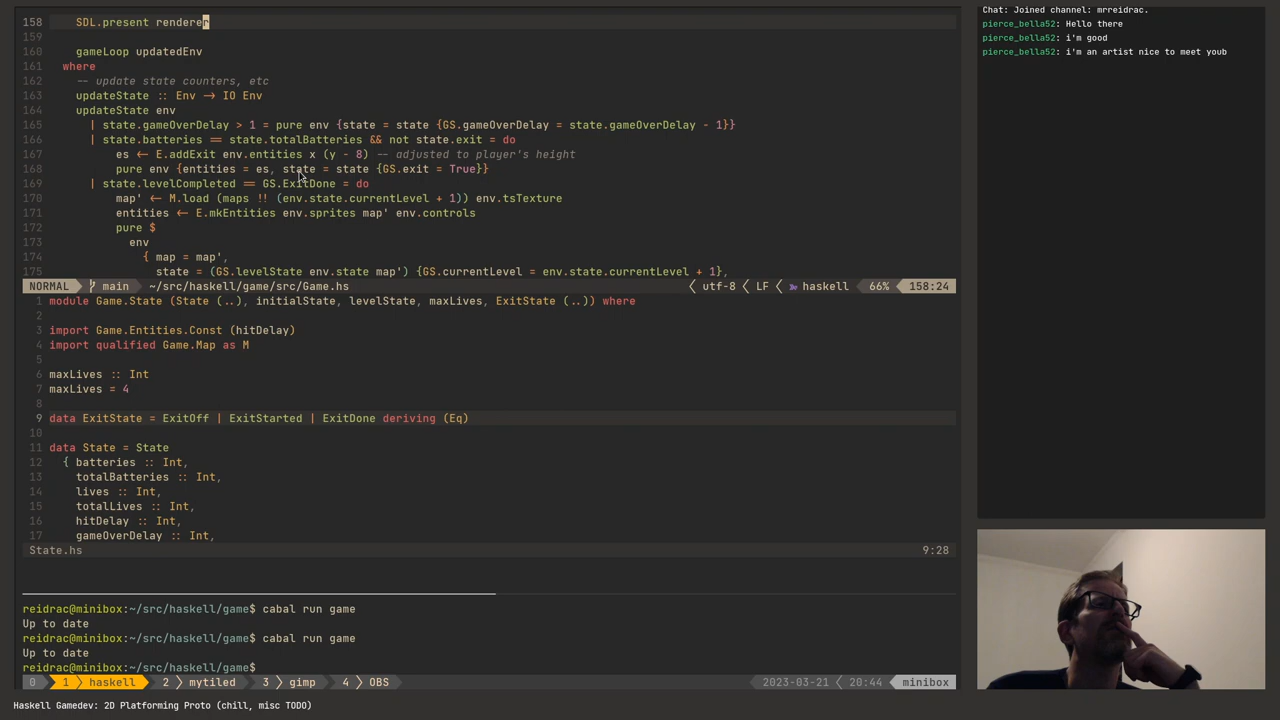 158    SDL.present renderer
159
160    gameLoop updatedEnv
161  where
162    -- update state counters, etc
163    updateState :: Env → IO Env
164    updateState env
165      | state.gameOverDelay > 1 = pure env {state = state {GS.gameOverDelay = state.gameOverDelay - 1}}
166      | state.batteries == state.totalBatteries && not state.exit = do
167          es ← E.addExit env.entities x (y - 8) -- adjusted to player's height
168          pure env {entities = es, state = state {GS.exit = True}}
169      | state.levelCompleted == GS.ExitDone = do
170          map' ← M.load (maps !! (env.state.currentLevel + 1)) env.tsTexture
171          entities ← E.mkEntities env.sprites map' env.controls
172          pure $
173            env
174              { map = map',
175                state = (GS.levelState env.state map') {GS.currentLevel = env.state.currentLevel + 1},
NORMAL main ~/src/haskell/game/src/Game.hs utf-8 LF haskell 66% 158:24
1 module Game.State (State (..), initialState, levelState, maxLives, ExitState (..)) where
2
3 import Game.Entities.Const (hitDelay)
4 import qualified Game.Map as M
5
6 maxLives :: Int
7 maxLives = 4
8
9 data ExitState = ExitOff | ExitStarted | ExitDone deriving (Eq)
10
11 data State = State
12   { batteries :: Int,
13     totalBatteries :: Int,
14     lives :: Int,
15     totalLives :: Int,
16     hitDelay :: Int,
17     gameOverDelay :: Int,
State.hs 9:28
reidrac@minibox:~/src/haskell/game$ cabal run game
Up to date
reidrac@minibox:~/src/haskell/game$ cabal run game
Up to date
reidrac@minibox:~/src/haskell/game$
0 1 haskell 2 mytiled 3 gimp 4 OBS 2023-03-21 20:44 minibox
Haskell Gamedev: 2D Platforming Proto (chill, misc TODO)
Chat: Joined channel: mrreidrac.
pierce_bella52: Hello there
pierce_bella52: i'm good
pierce_bella52: i'm an artist nice to meet youb